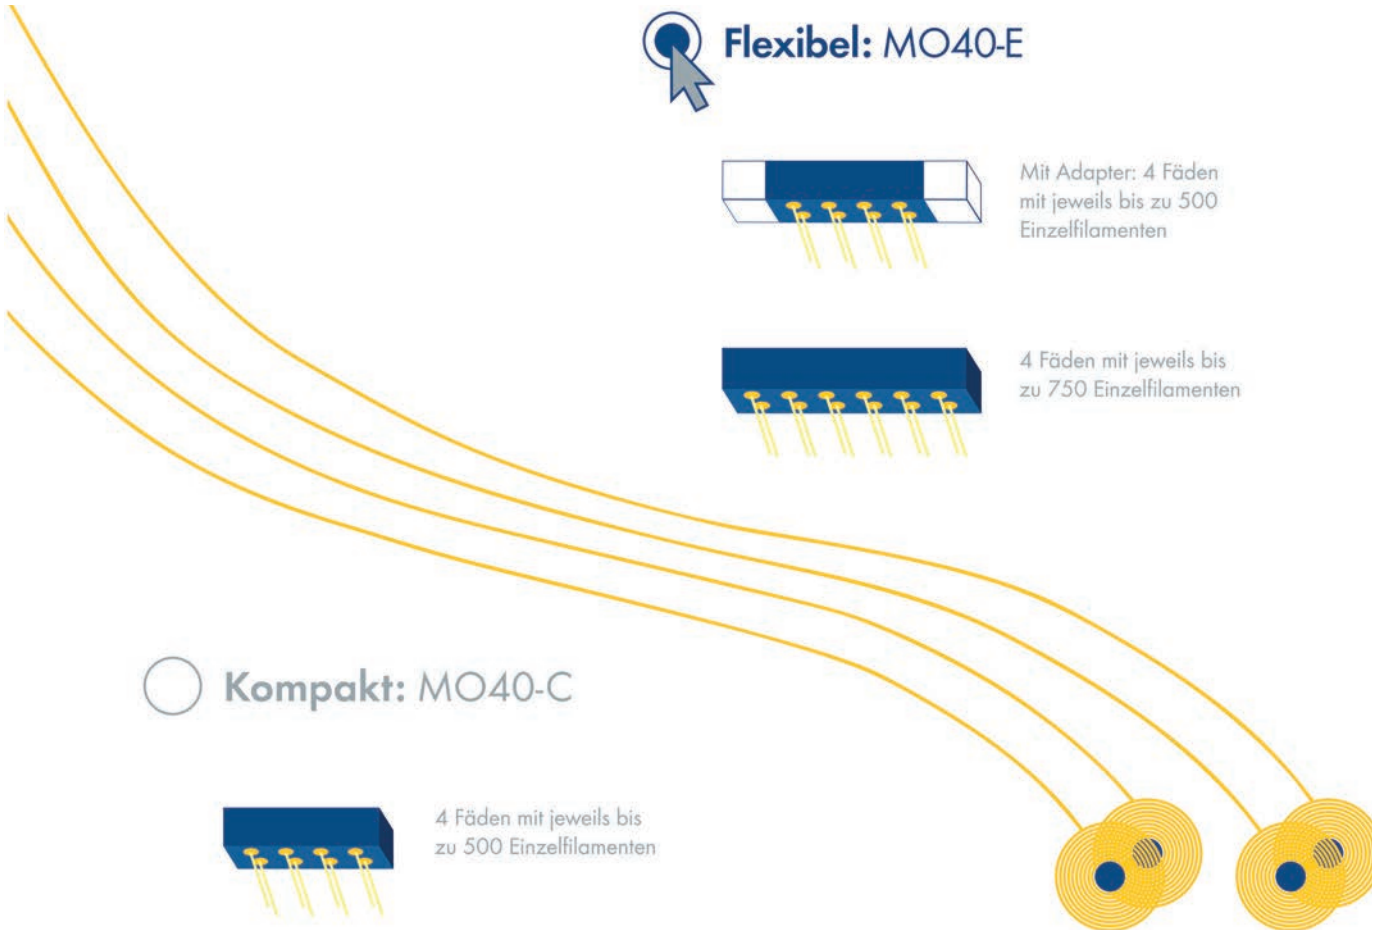 Flexibel: MO40-E
Mit Adapter: 4 Fäden
mit jeweils bis zu 500
Einzelfilamenten
4 Fäden mit jeweils bis
zu 750 Einzelfilamenten
Kompakt: MO40-C
4 Fäden mit jeweils bis
zu 500 Einzelfilamenten